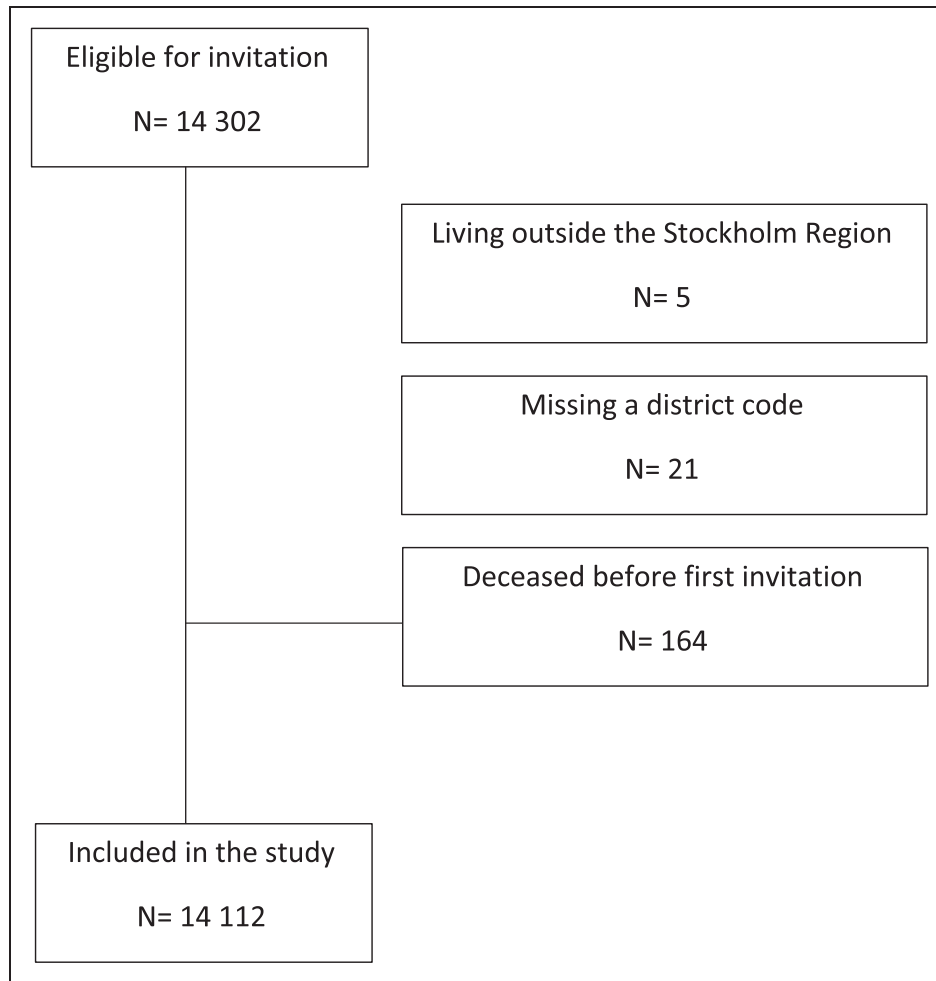 Eligible for invitation
N= 14 302
Living outside the Stockholm Region
N= 5
Missing a district code
N= 21
Deceased before first invitation
N= 164
Included in the study
N= 14 112